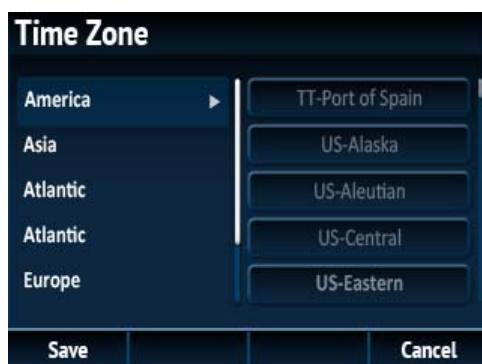 Time Zone
America
Asia
Atlantic
Atlantic
Europe
TT-Port of Spain
US-Alaska
US-Aleutian
US-Central
US-Eastern
Save
Cancel